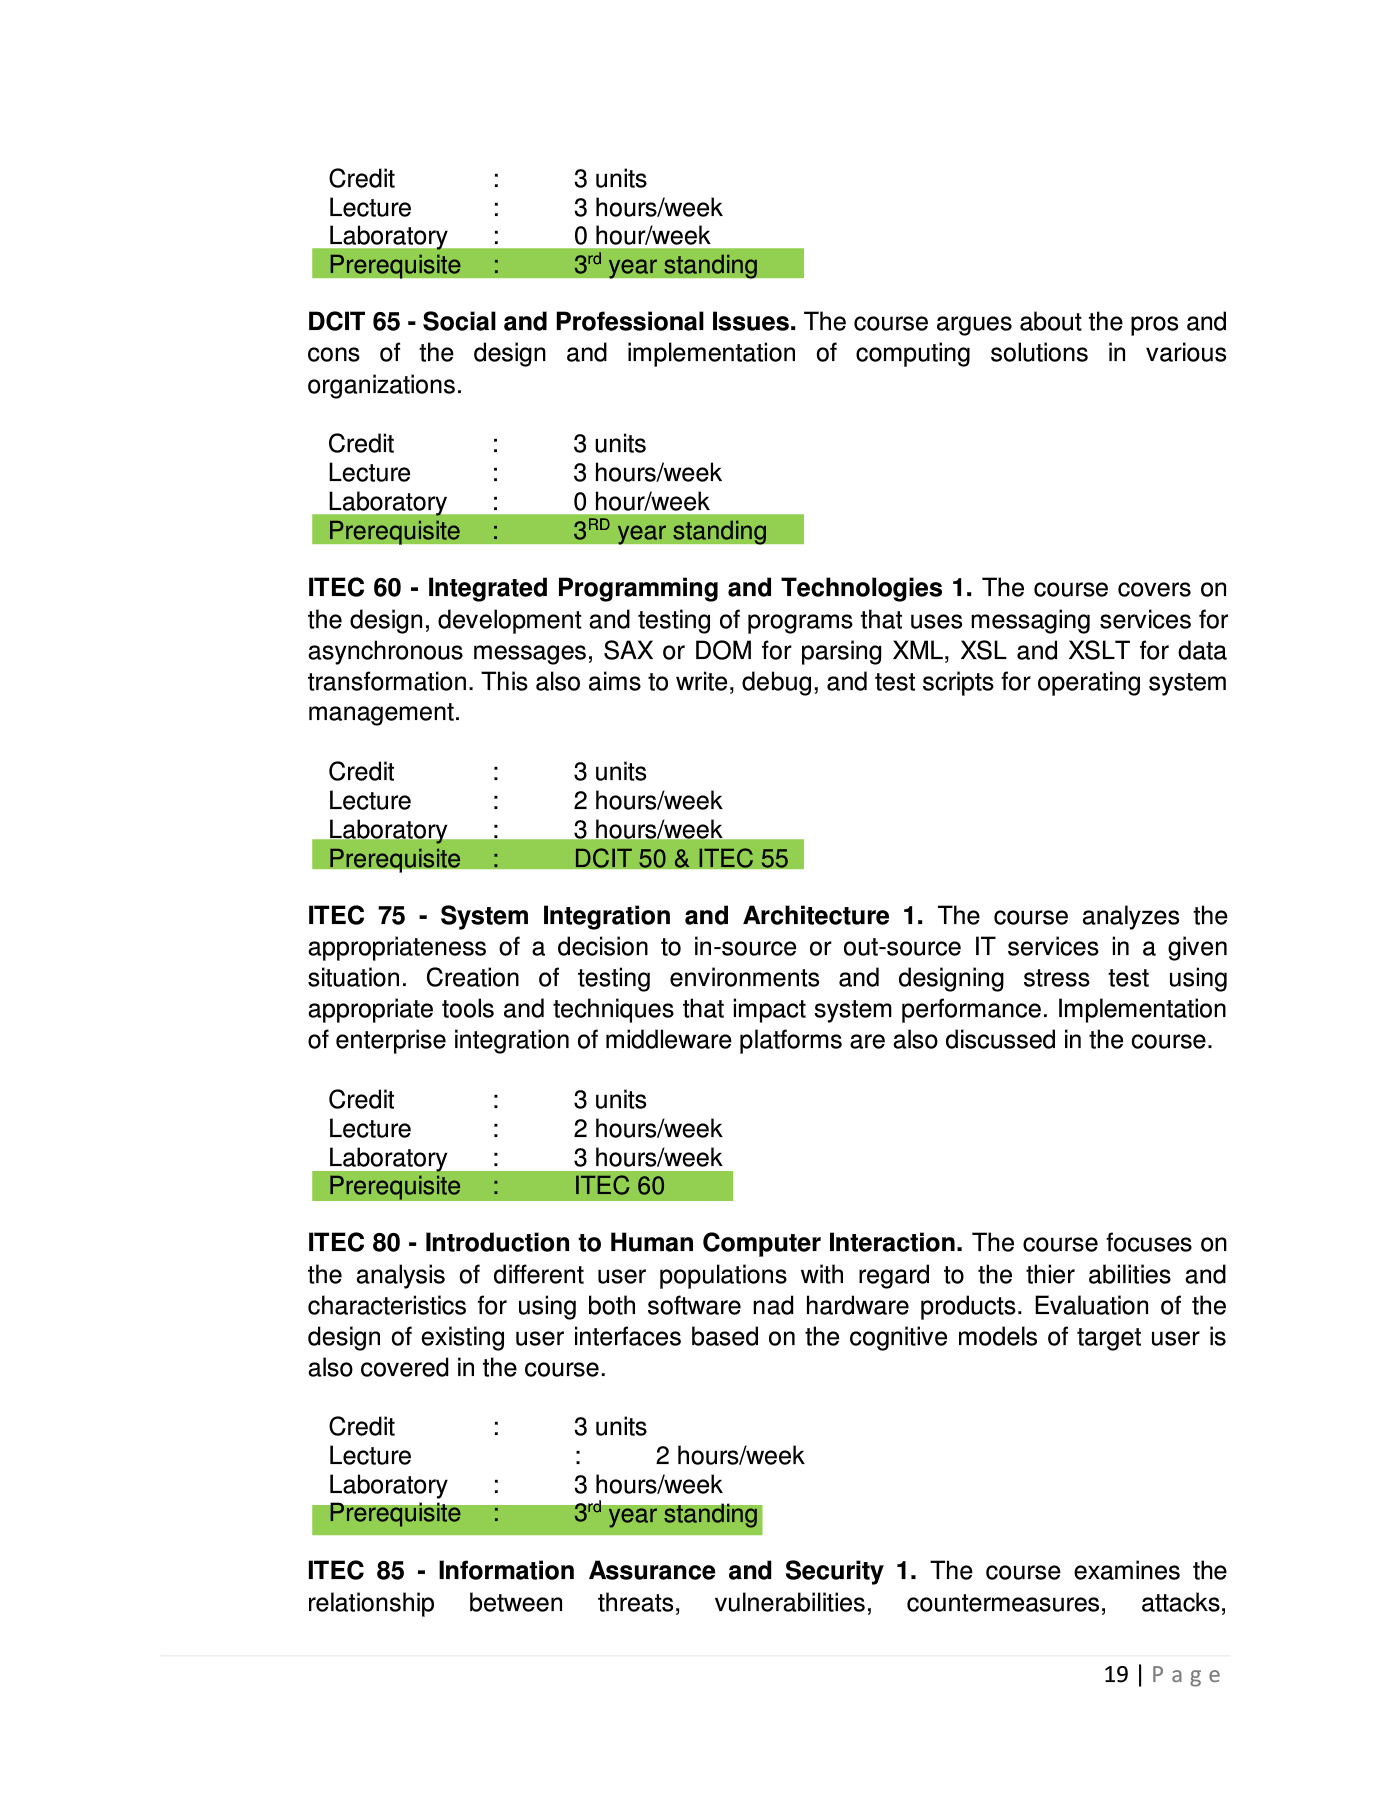 Credit : 3 units
Lecture : 3 hours/week
Laboratory : 0 hour/week
Prerequisite : 3rd year standing
DCIT 65 - Social and Professional Issues. The course argues about the pros and
cons of the design and implementation of computing solutions in various
organizations.
Credit : 3 units
Lecture : 3 hours/week
Laboratory : 0 hour/week
Prerequisite : 3RD year standing
ITEC 60 - Integrated Programming and Technologies 1. The course covers on
the design, development and testing of programs that uses messaging services for
asynchronous messages, SAX or DOM for parsing XML, XSL and XSLT for data
transformation. This also aims to write, debug, and test scripts for operating system
management.
Credit : 3 units
Lecture : 2 hours/week
Laboratory : 3 hours/week
Prerequisite : DCIT 50 & ITEC 55
ITEC 75 - System Integration and Architecture 1. The course analyzes the
appropriateness of a decision to in-source or out-source IT services in a given
situation. Creation of testing environments and designing stress test using
appropriate tools and techniques that impact system performance. Implementation
of enterprise integration of middleware platforms are also discussed in the course.
Credit : 3 units
Lecture : 2 hours/week
Laboratory : 3 hours/week
Prerequisite : ITEC 60
ITEC 80 - Introduction to Human Computer Interaction. The course focuses on
the analysis of different user populations with regard to the thier abilities and
characteristics for using both software nad hardware products. Evaluation of the
design of existing user interfaces based on the cognitive models of target user is
also covered in the course.
Credit : 3 units
Lecture : 2 hours/week
Laboratory : 3 hours/week
Prerequisite : 3rd year standing
ITEC 85 - Information Assurance and Security 1. The course examines the
relationship between threats, vulnerabilities, countermeasures, attacks,
19 | Page